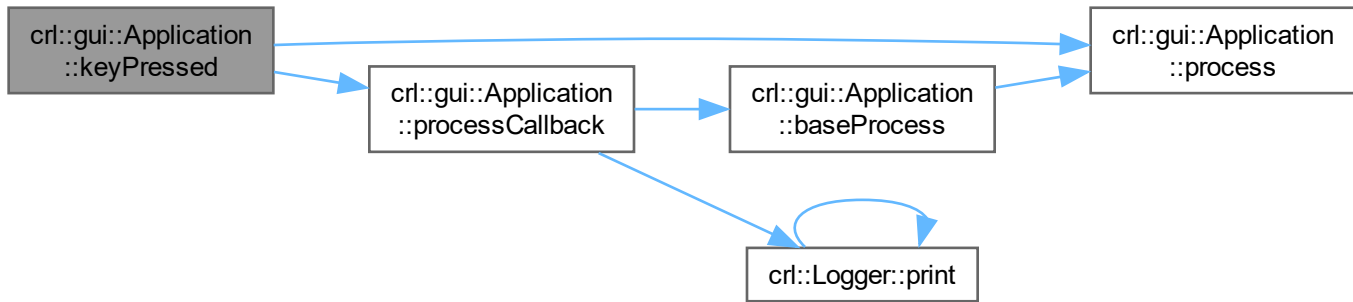 crl::gui::Application
::keyPressed
crl::gui::Application
::processCallback
crl::gui::Application
::baseProcess
crl::gui::Application
::process
crl::Logger::print